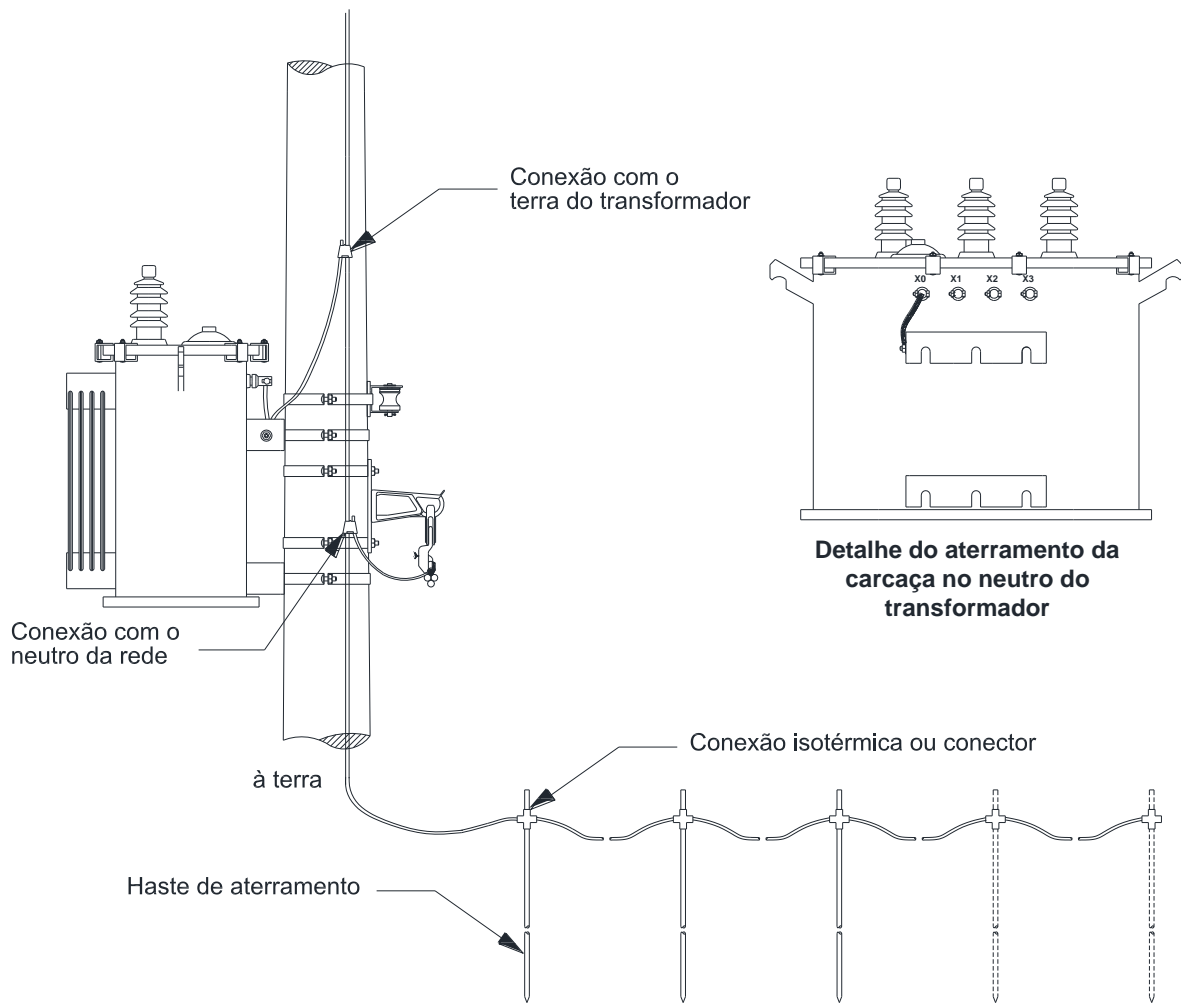 Conexão com o
terra do transformador
X0 X1 X2 X3
Detalhe do aterramento da
carcaça no neutro do
transformador
Conexão com o
neutro da rede
Conexão isotérmica ou conector
à terra
Haste de aterramento